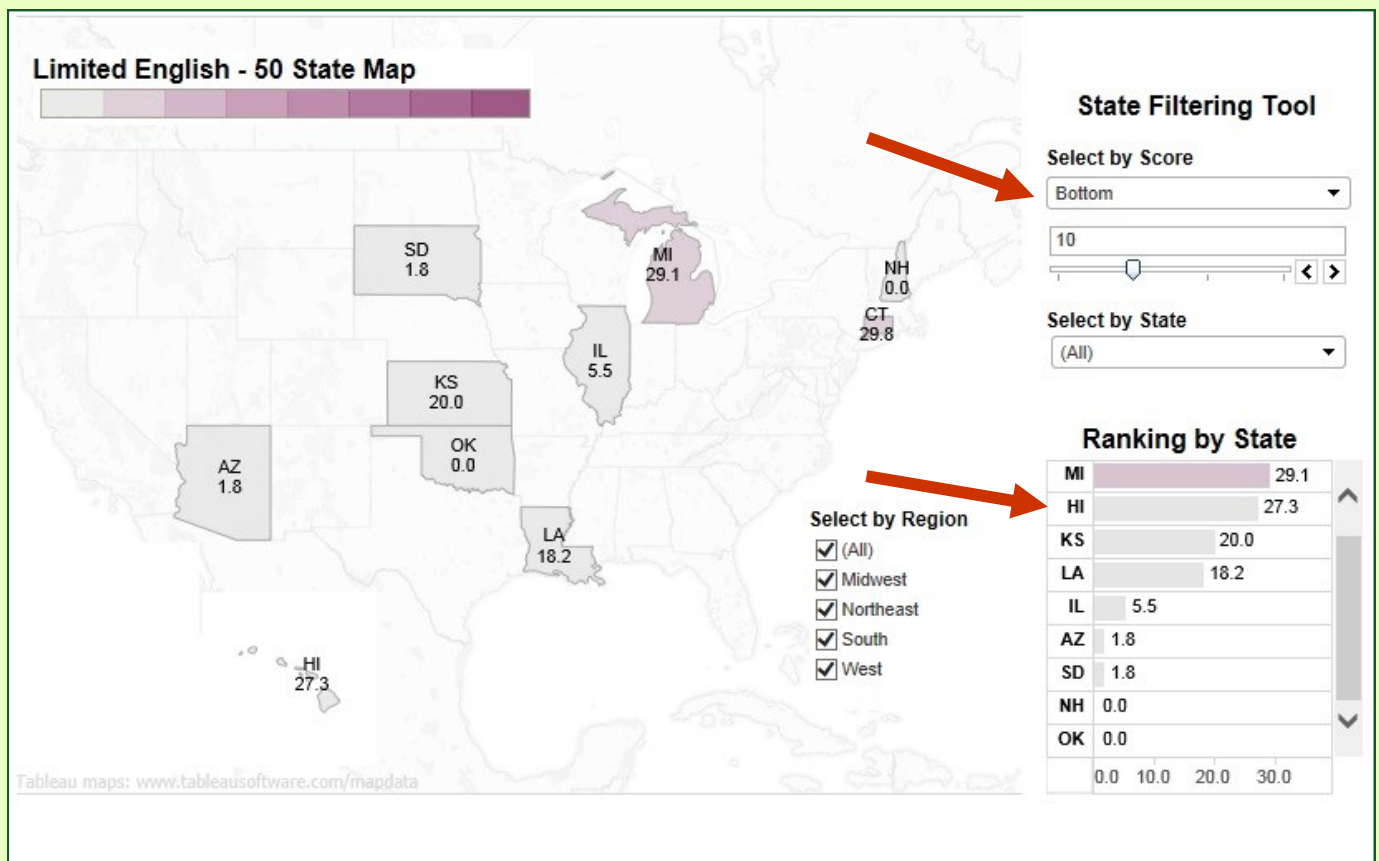 Limited English - 50 State Map
SD
1.8
MI
29.1
NH
0.0
CT
29.8
IL
5.5
KS
20.0
OK
0.0
AZ
1.8
LA
18.2
HI
27.3
Tableau maps: www.tableausoftware.com/mapdata
Select by Region
(All)
Midwest
Northeast
South
West
State Filtering Tool
Select by Score
Bottom
10
Select by State
(All)
Ranking by State
MI 29.1
HI 27.3
KS 20.0
LA 18.2
IL 5.5
AZ 1.8
SD 1.8
NH 0.0
OK 0.0
0.0 10.0 20.0 30.0